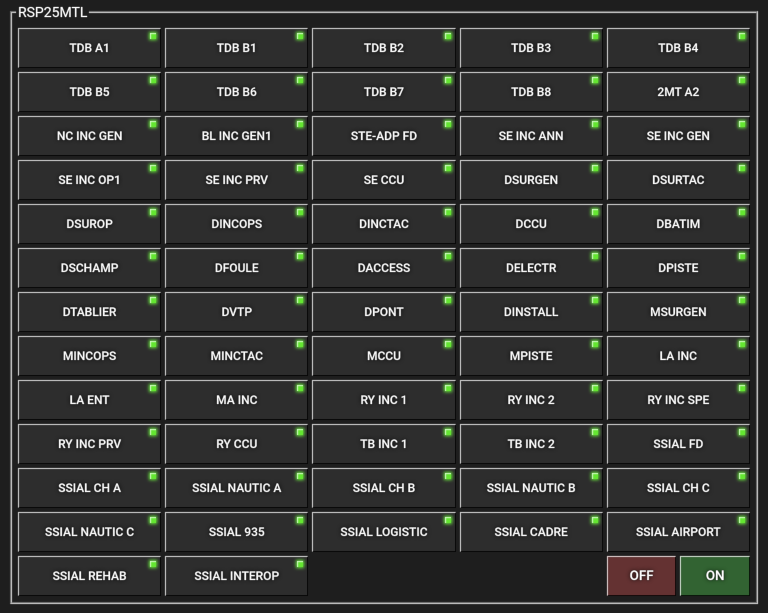 RSP25MTL
TDB A1 TDB B1 TDB B2 TDB B3 TDB B4
TDB B5 TDB B6 TDB B7 TDB B8 2MT A2
NC INC GEN BL INC GEN1 STE-ADP FD SE INC ANN SE INC GEN
SE INC OP1 SE INC PRV SE CCU DSURGEN DSURTAC
DSUROP DINCOPS DINCTAC DCCU DBATIM
DSCHAMP DFOULE DACCESS DELECTR DPISTE
DTABLIER DVTP DPONT DINSTALL MSURGEN
MINCOPS MINCTAC MCCU MPISTE LA INC
LA ENT MA INC RY INC 1 RY INC 2 RY INC SPE
RY INC PRV RY CCU TB INC 1 TB INC 2 SSIAL FD
SSIAL CH A SSIAL NAUTIC A SSIAL CH B SSIAL NAUTIC B SSIAL CH C
SSIAL NAUTIC C SSIAL 935 SSIAL LOGISTIC SSIAL CADRE SSIAL AIRPORT
SSIAL REHAB SSIAL INTEROP OFF ON